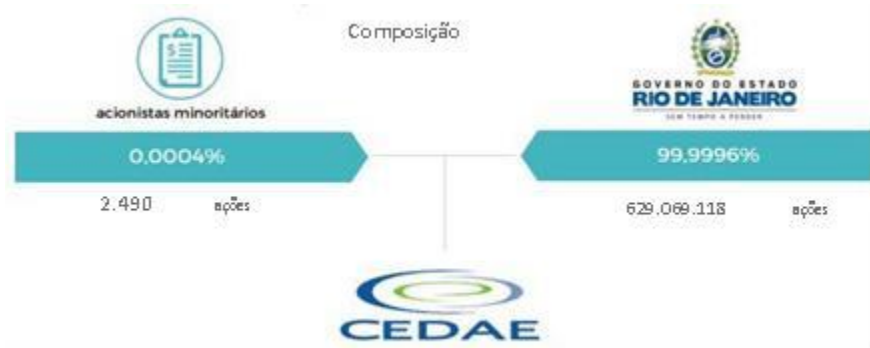 Composição
acionistas minoritários
0,0004%
2.490 ações
GOVERNO DO ESTADO
RIO DE JANEIRO
SEM TEMPO A PERDER
99,9996%
629.069.118 ações
CEDAE